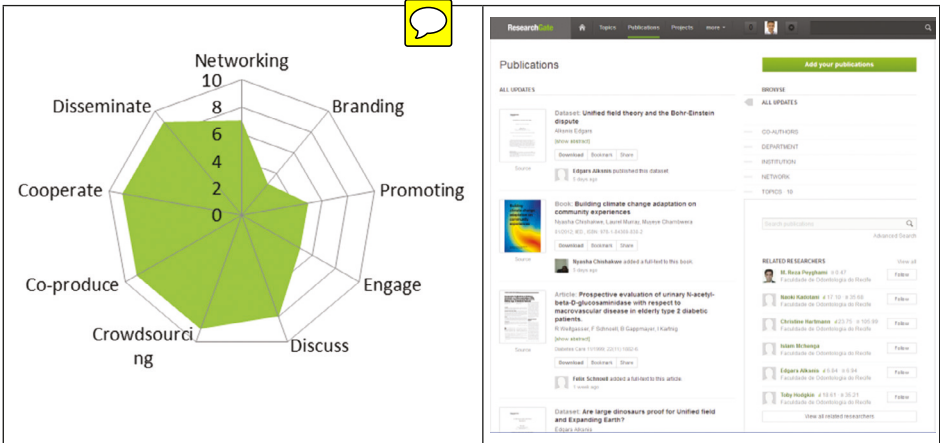 Networking
10
8
6
4
2
0
Branding
Promoting
Engage
Discuss
Crowdsourci
ng
Co-produce
Cooperate
Disseminate
ResearchGate
Topics Publications Projects more
Publications
Add your publications
ALL UPDATES
Dataset: Unified field theory and the Bohr-Einstein
dispute
Alksnis Edgars
[show abstract]
Download Bookmark Share
Source
Edgars Alksnis published this dataset
2 days ago
Book: Building climate change adaptation on
community experiences
Nyasha Chishakwe, Laurel Murray, Moseve Chambwera
Download Bookmark Share
Source
Nyasha Chishakwe added a full-text to this book.
Article: Prospective evaluation of urinary N-acetyl-
beta-D-glucosaminidase with respect to
macrovascular disease in elderly type 2 diabetic
patients.
R Weitgasser, F Schnoell, B Gappmayer, I Kartnig
[show abstract]
Download Bookmark Share
Source
Felix Schnoell added a full-text to this article.
1 week ago
Dataset: Are large dinosaurs proof for Unified field
and Expanding Earth?
Edgars Alksnis
BROWSE
ALL UPDATES
CO-AUTHORS
DEPARTMENT
INSTITUTION
NETWORK
TOPICS · 10
Search publications
Advanced Search
RELATED RESEARCHERS View all
Follow
Faculdade de Odontologia do Recife
Follow
Faculdade de Odontologia do Recife
Christine Hartmann
Follow
Faculdade de Odontologia do Recife
Islam Mchenga
Follow
Faculdade de Odontologia do Recife
Edgars Alksnis
Follow
Faculdade de Odontologia do Recife
Toby Hodgkin
Follow
Faculdade de Odontologia do Recife
View all related researchers